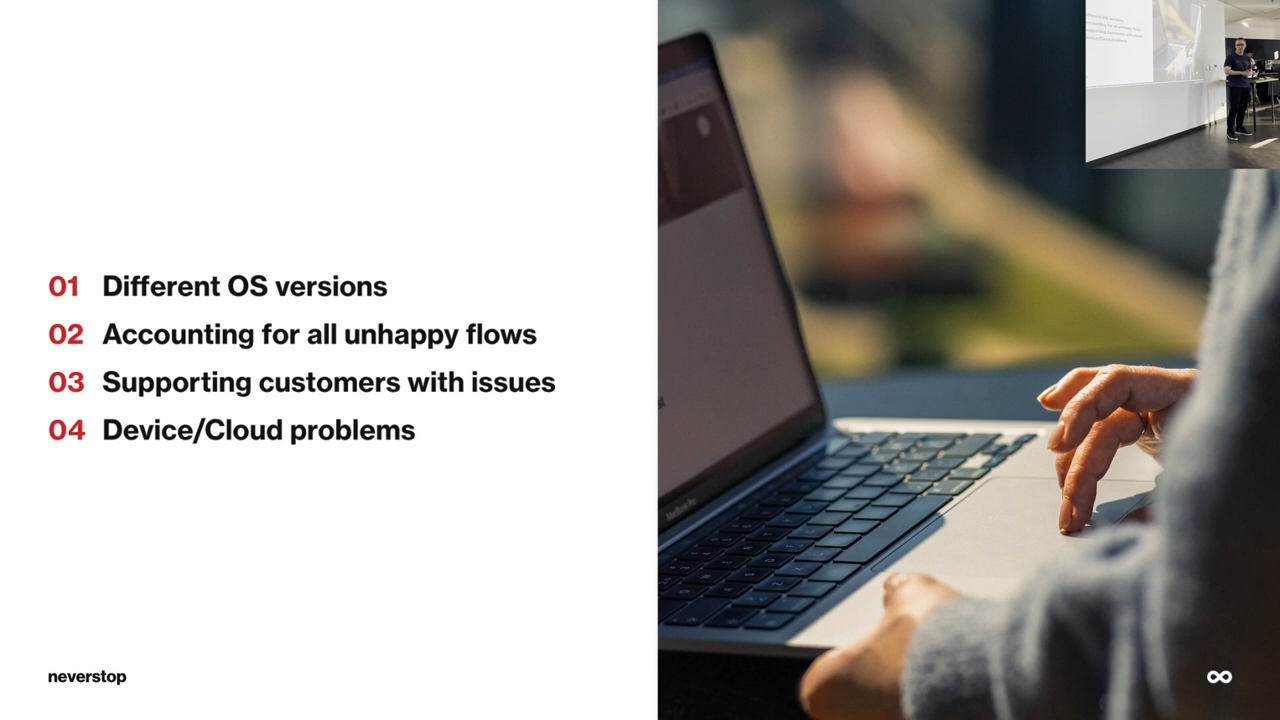 01 Different OS versions
02 Accounting for all unhappy flows
03 Supporting customers with issues
04 Device/Cloud problems
neverstop